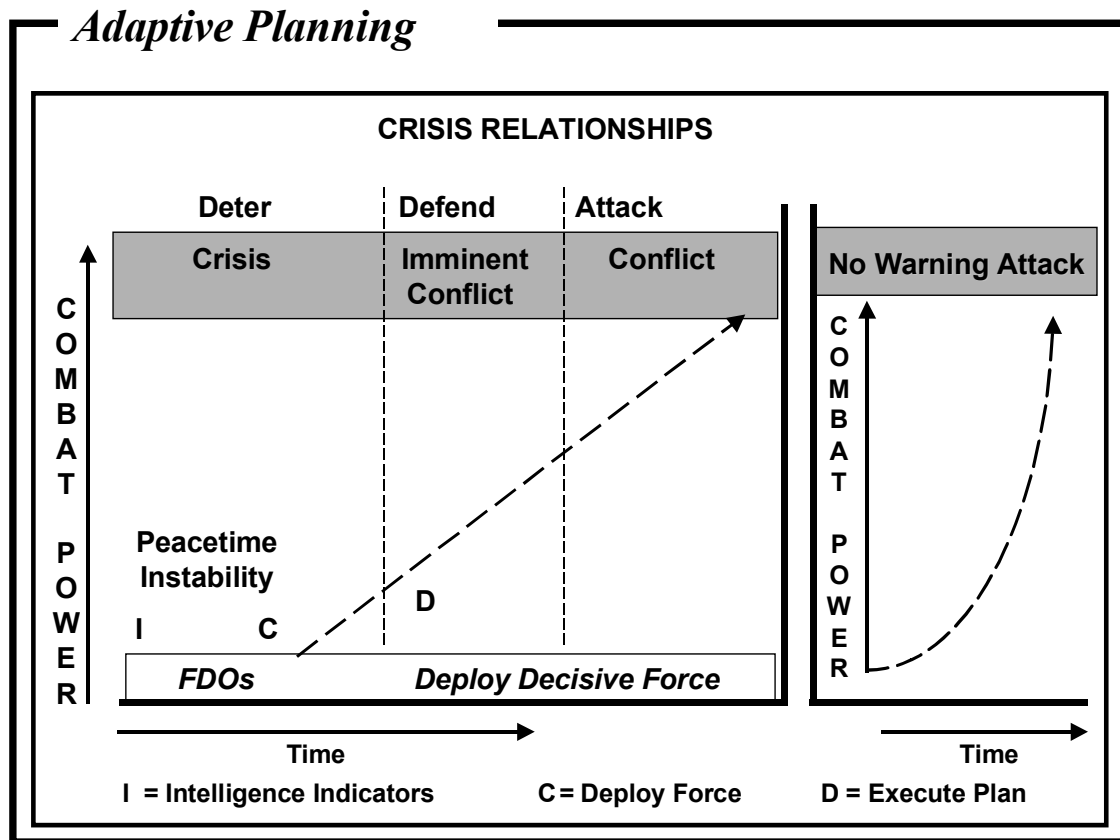 Adaptive Planning
CRISIS RELATIONSHIPS
Deter Defend Attack
Crisis Imminent Conflict Conflict
No Warning Attack
COMBAT POWER
COMBAT POWER
Peacetime
Instability
I C D
FDOs Deploy Decisive Force
Time
Time
I = Intelligence Indicators C = Deploy Force D = Execute Plan